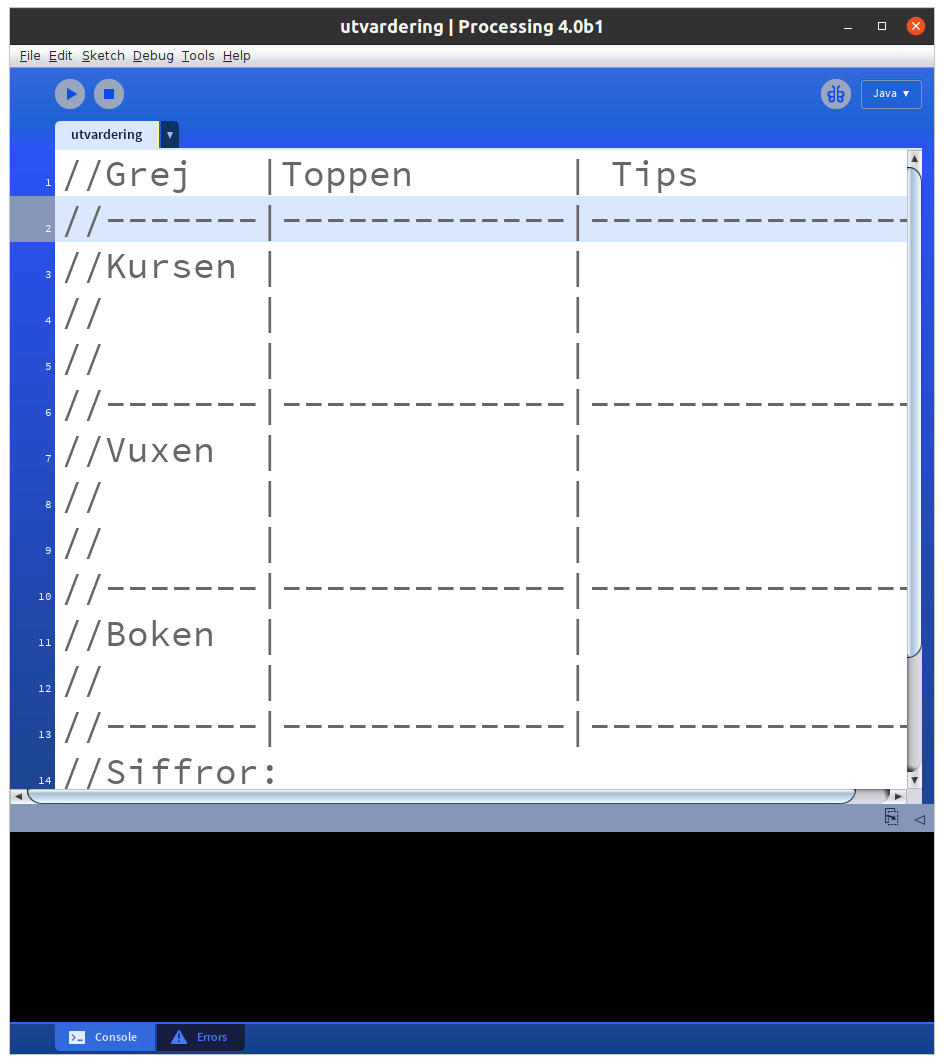 utvardering | Processing 4.0b1
File Edit Sketch Debug Tools Help
Java ▼
utvardering ▼
1 //Grej   |Toppen       | Tips
2 //-------|-------------|---------------
3 //Kursen |             |
4 //       |             |
5 //       |             |
6 //-------|-------------|---------------
7 //Vuxen  |             |
8 //       |             |
9 //       |             |
10 //-------|-------------|---------------
11 //Boken  |             |
12 //       |             |
13 //-------|-------------|---------------
14 //Siffror:
Console Errors